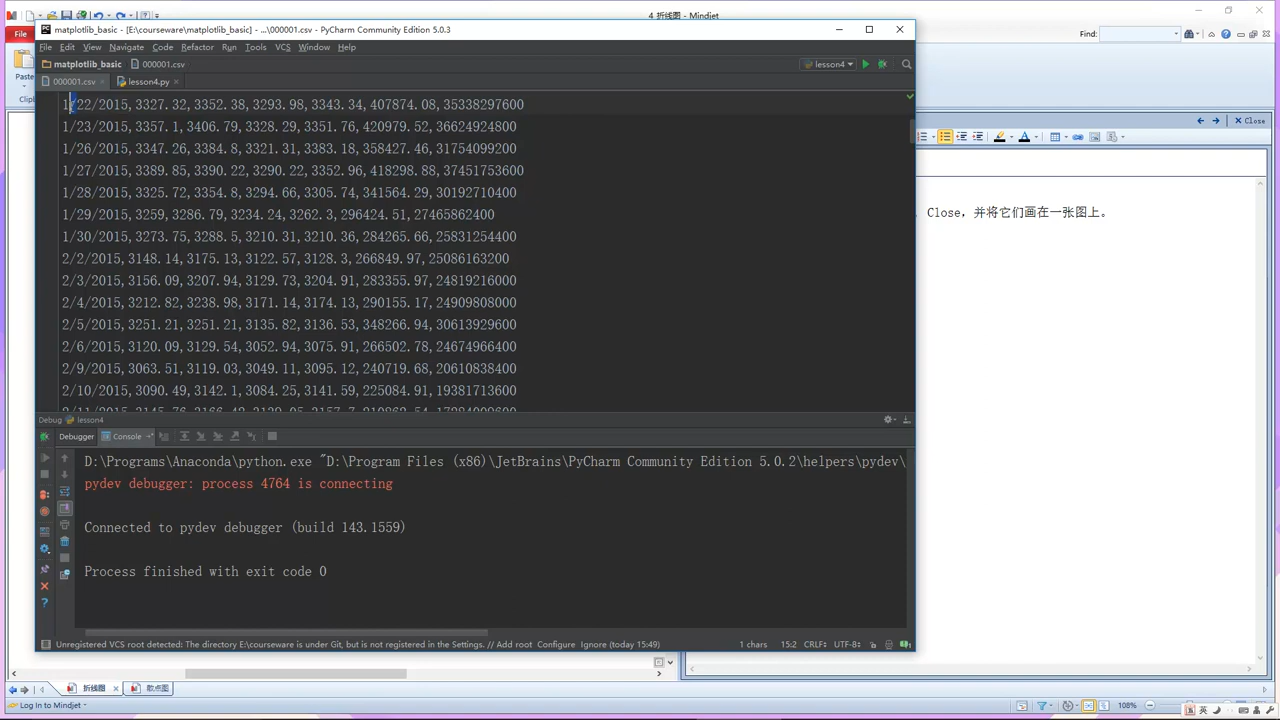 4 折线图 - Mindjet
File
Find:
Paste
Clipb
matplotlib_basic - [E:\courseware\matplotlib_basic] - ...\000001.csv - PyCharm Community Edition 5.0.3
File Edit View Navigate Code Refactor Run Tools VCS Window Help
matplotlib_basic 000001.csv
lesson4
000001.csv lesson4.py
1/22/2015,3327.32,3352.38,3293.98,3343.34,407874.08,35338297600
1/23/2015,3357.1,3406.79,3328.29,3351.76,420979.52,36624924800
1/27/2015,3389.85,3390.22,3290.22,3352.96,418298.88,37451753600
1/28/2015,3325.72,3354.8,3294.66,3305.74,341564.29,30192710400
1/29/2015,3259,3286.79,3234.24,3262.3,296424.51,27465862400
1/30/2015,3273.75,3288.5,3210.31,3210.36,284265.66,25831254400
2/2/2015,3148.14,3175.13,3122.57,3128.3,266849.97,25086163200
2/3/2015,3156.09,3207.94,3129.73,3204.91,283355.97,24819216000
2/4/2015,3212.82,3238.98,3171.14,3174.13,290155.17,24909808000
2/5/2015,3251.21,3251.21,3135.82,3136.53,348266.94,30613929600
2/6/2015,3120.09,3129.54,3052.94,3075.91,266502.78,24674966400
2/9/2015,3063.51,3119.03,3049.11,3095.12,240719.68,20610838400
2/10/2015,3090.49,3142.1,3084.25,3141.59,225084.91,19381713600
Close
Close，并将它们画在一张图上。
Debug lesson4
Debugger Console
D:\Programs\Anaconda\python.exe "D:\Program Files (x86)\JetBrains\PyCharm Community Edition 5.0.2\helpers\pydev\
pydev debugger: process 4764 is connecting
Connected to pydev debugger (build 143.1559)
Process finished with exit code 0
Unregistered VCS root detected: The directory E:\courseware is under Git, but is not registered in the Settings. // Add root Configure Ignore (today 15:49)
1 chars 15:2 CRLF÷ UTF-8÷
折线图 散点图
Log In to Mindjet
108%
英